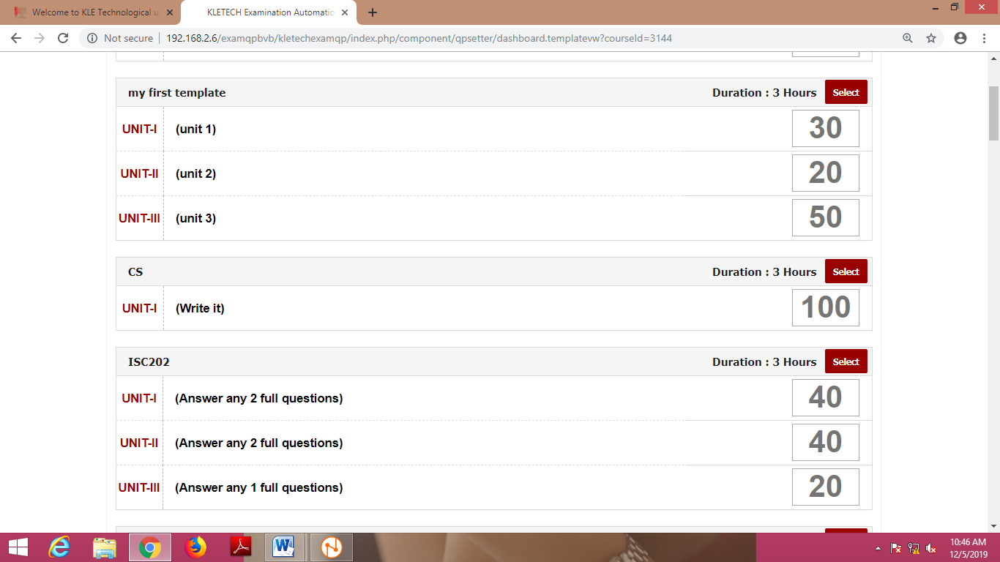 Welcome to KLE Technological u
KLETECH Examination Automatic
Not secure | 192.168.2.6/examqpbvb/kletechexamqp/index.php/component/qpsetter/dashboard.templatevw?courseId=3144
my first template Duration : 3 Hours Select
UNIT-I (unit 1) 30
UNIT-II (unit 2) 20
UNIT-III (unit 3) 50
CS Duration : 3 Hours Select
UNIT-I (Write it) 100
ISC202 Duration : 3 Hours Select
UNIT-I (Answer any 2 full questions) 40
UNIT-II (Answer any 2 full questions) 40
UNIT-III (Answer any 1 full questions) 20
10:46 AM
12/5/2019